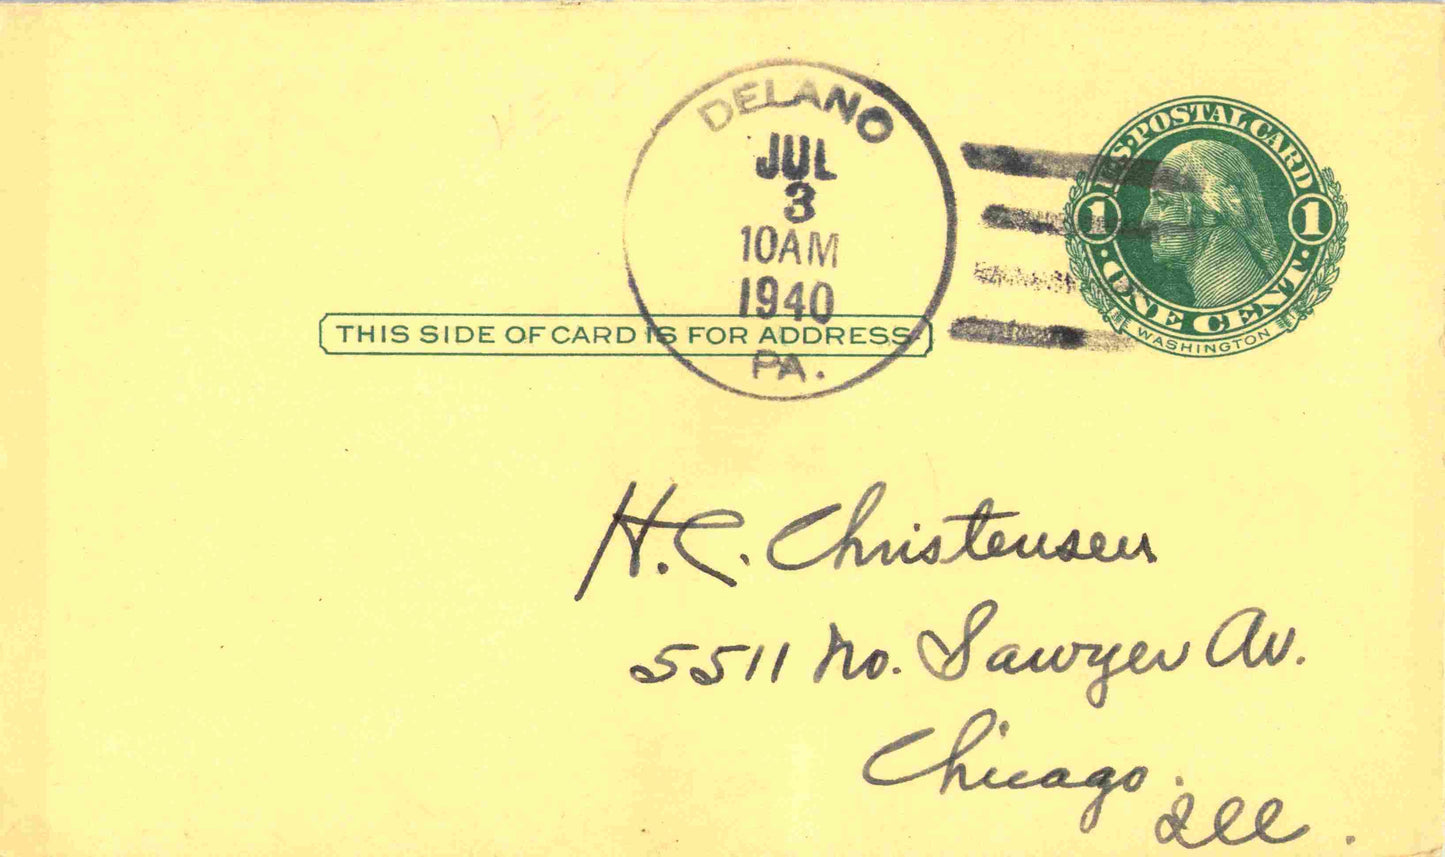 DELANO
JUL
3
10AM
1940
PA.
U.S. POSTAL CARD
1 1
ONE CENT
WASHINGTON
THIS SIDE OF CARD IS FOR ADDRESS
H. C. Christensen
5511 No. Sawyer Av.
Chicago.
Ill.